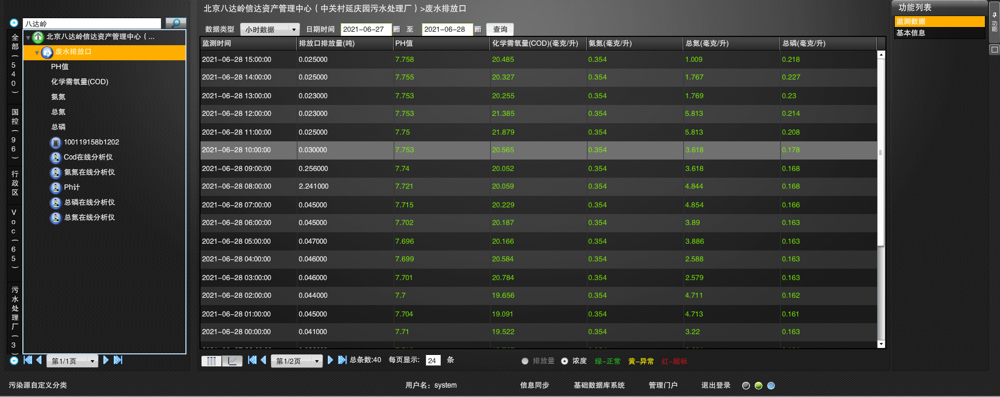 北京八达岭信达资产管理中心（中关村延庆园污水处理厂）>废水排放口
功能列表
监测数据
基本信息
功能
八达岭
全部（540）
国控（96）
行政区
Voc（65）
污水处理厂（3
北京八达岭信达资产管理中心（...
废水排放口
PH值
化学需氧量(COD)
氨氮
总氮
总磷
100119158b1202
Cod在线分析仪
氨氮在线分析仪
Ph计
总磷在线分析仪
总氮在线分析仪
第1/1页
数据类型 小时数据 日期时间 2021-06-27 至 2021-06-28 查询
监测时间 排放口排放量(吨) PH值 化学需氧量(COD)(毫克/升) 氨氮(毫克/升) 总氮(毫克/升) 总磷(毫克/升)
2021-06-28 15:00:00 0.025000 7.758 20.485 0.354 1.009 0.218
2021-06-28 14:00:00 0.025000 7.755 20.327 0.354 1.767 0.227
2021-06-28 13:00:00 0.023000 7.753 20.255 0.354 1.769 0.23
2021-06-28 12:00:00 0.023000 7.753 21.385 0.354 5.813 0.214
2021-06-28 11:00:00 0.025000 7.75 21.879 0.354 5.813 0.208
2021-06-28 10:00:00 0.030000 7.753 20.565 0.354 3.618 0.178
2021-06-28 09:00:00 0.256000 7.74 20.052 0.354 3.618 0.168
2021-06-28 08:00:00 2.241000 7.721 20.059 0.354 4.844 0.168
2021-06-28 07:00:00 0.045000 7.715 20.229 0.354 4.854 0.166
2021-06-28 06:00:00 0.045000 7.702 20.187 0.354 3.89 0.163
2021-06-28 05:00:00 0.047000 7.696 20.166 0.354 3.886 0.163
2021-06-28 04:00:00 0.046000 7.699 20.584 0.354 2.588 0.163
2021-06-28 03:00:00 0.046000 7.701 20.784 0.354 2.579 0.163
2021-06-28 02:00:00 0.044000 7.7 19.656 0.354 4.711 0.162
2021-06-28 01:00:00 0.045000 7.704 19.091 0.354 4.713 0.161
2021-06-28 00:00:00 0.041000 7.71 19.522 0.354 3.22 0.163
第1/2页 总条数:40 每页显示: 24 条 排放量 浓度 绿-正常 黄-异常 红-超标
污染源自定义分类 用户名：system 信息同步 基础数据库系统 管理门户 退出登录